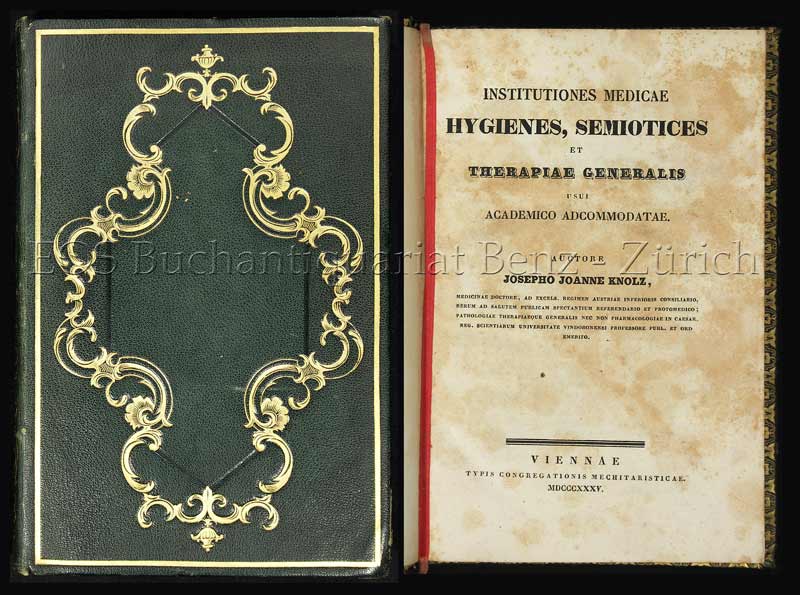 INSTITUTIONES MEDICAE
HYGIENES, SEMIOTICES
ET
THERAPIAE GENERALIS
USUI
ACADEMICO ADCOMMODATAE.
EOS Buchantiquariat Benz - Zürich
AUCTORE
JOSEPHO JOANNE KNOLZ,
MEDICINAE DOCTORE, AD EXCELS. REGIMEN AUSTRIAE INFERIORIS CONSILIARIO,
RERUM AD SALUTEM PUBLICAM SPECTANTIUM REFERENDARIO ET PROTOMEDICO;
PATHOLOGIAE THERAPIAEQUE GENERALIS NEC NON PHARMACOLOGIAE IN CAESAR.
REG. SCIENTIARUM UNIVERSITATE VINDOBONENSI PROFESSORE PUBL. ET ORD
EMERITO.
VIENNAE
TYPIS CONGREGATIONIS MECHITARISTICAE.
MDCCCXXXV.